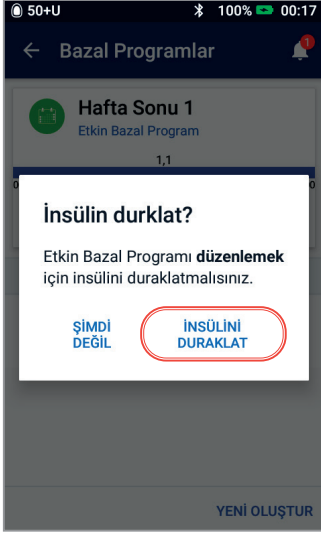 50+U 100% 00:17
Bazal Programlar 1
Hafta Sonu 1
Etkin Bazal Program
1,1
İnsülin durklat?
Etkin Bazal Programı düzenlemek
için insülini duraklatmalısınız.
ŞİMDİ
DEĞİL
İNSÜLİNİ
DURAKLAT
YENİ OLUŞTUR